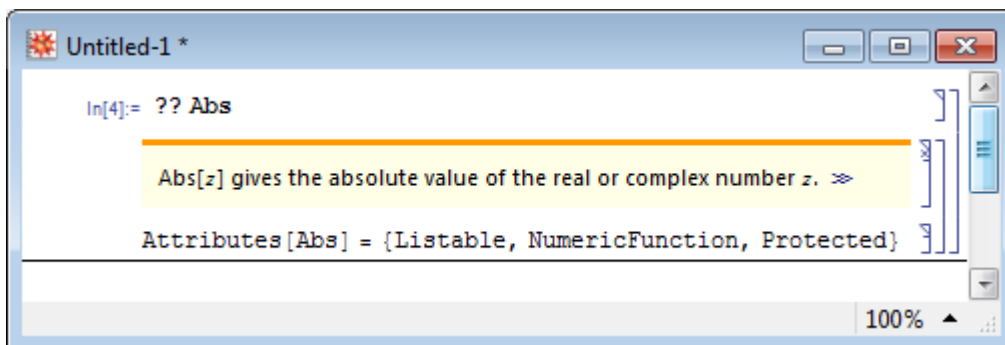 Untitled-1 *
In[4]:= ?? Abs
Abs[z] gives the absolute value of the real or complex number z. ≫
Attributes[Abs] = {Listable, NumericFunction, Protected}
100%